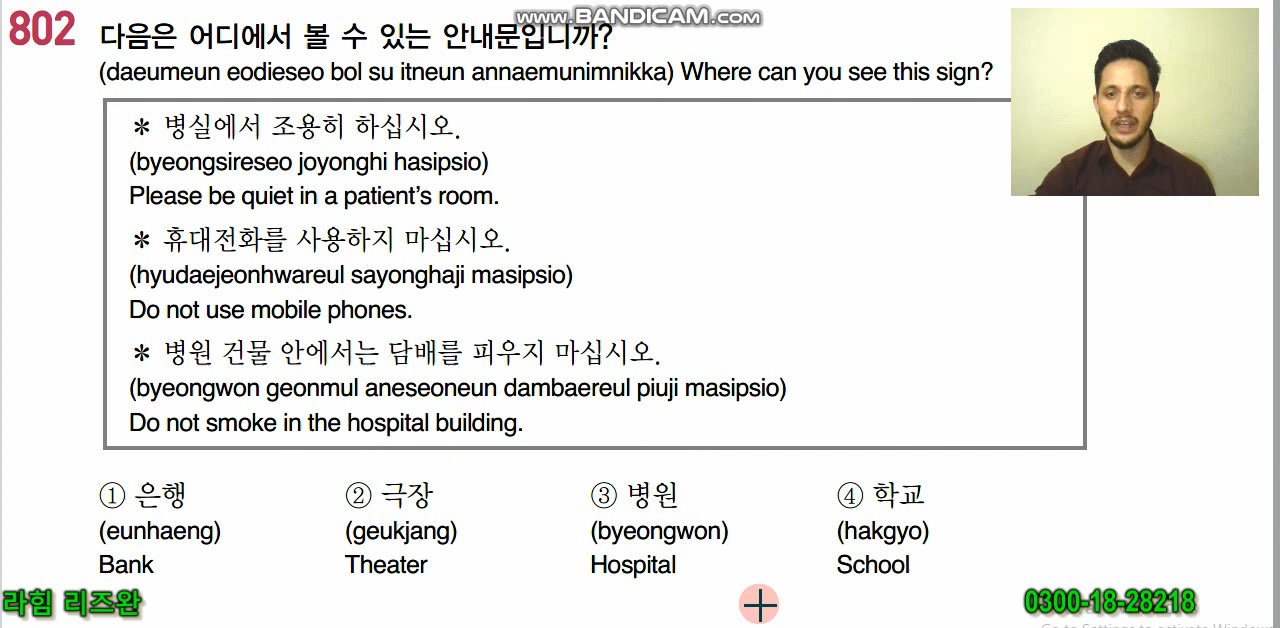 www.BANDICAM.com
802 다음은 어디에서 볼 수 있는 안내문입니까?
(daeumeun eodieseo bol su itneun annaemunimnikka) Where can you see this sign?
* 병실에서 조용히 하십시오.
(byeongsireseo joyonghi hasipsio)
Please be quiet in a patient's room.
* 휴대전화를 사용하지 마십시오.
(hyudaejeonhwareul sayonghaji masipsio)
Do not use mobile phones.
* 병원 건물 안에서는 담배를 피우지 마십시오.
(byeongwon geonmul aneseoneun dambaereul piuji masipsio)
Do not smoke in the hospital building.
① 은행 ② 극장 ③ 병원 ④ 학교
(eunhaeng) (geukjang) (byeongwon) (hakgyo)
Bank Theater Hospital School
라힘 리즈완 0300-18-28218